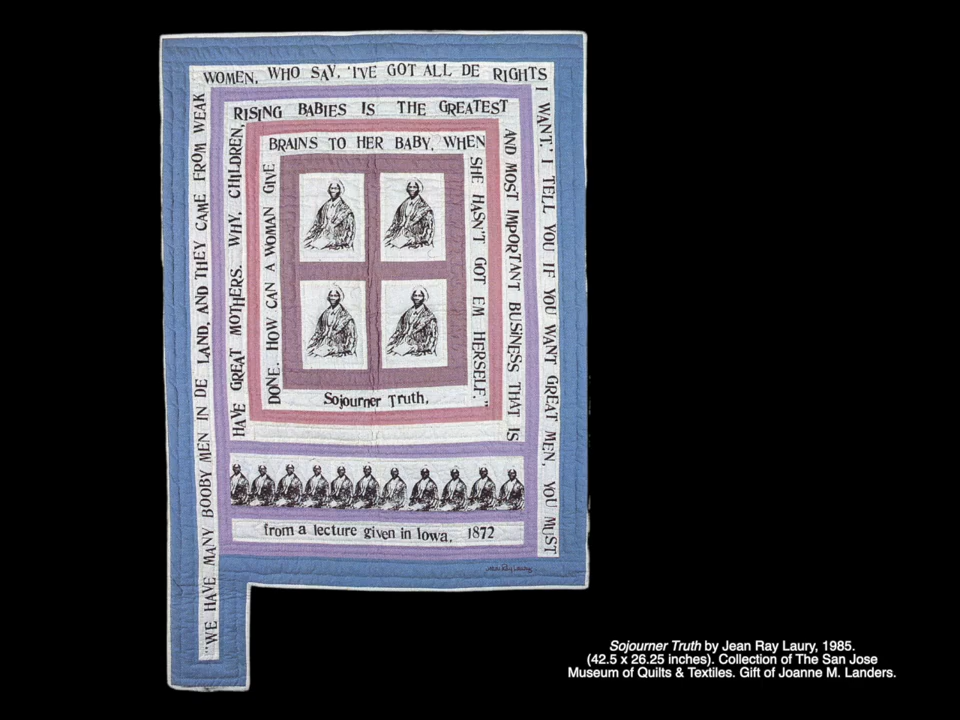 "WE HAVE MANY BOOBY MEN IN DE LAND, AND THEY CAME FROM WEAK
WOMEN, WHO SAY, 'I'VE GOT ALL DE RIGHTS
I WANT.' I TELL YOU IF YOU WANT GREAT MEN, YOU MUST
HAVE GREAT MOTHERS. WHY, CHILDREN,
RISING BABIES IS THE GREATEST
AND MOST IMPORTANT BUSINESS THAT IS
DONE. HOW CAN A WOMAN GIVE
BRAINS TO HER BABY, WHEN
SHE HASN'T GOT EM HERSELF."
Sojourner Truth,
from a lecture given in Iowa, 1872
Jean Ray Laury
Sojourner Truth by Jean Ray Laury, 1985.
(42.5 x 26.25 inches). Collection of The San Jose
Museum of Quilts & Textiles. Gift of Joanne M. Landers.